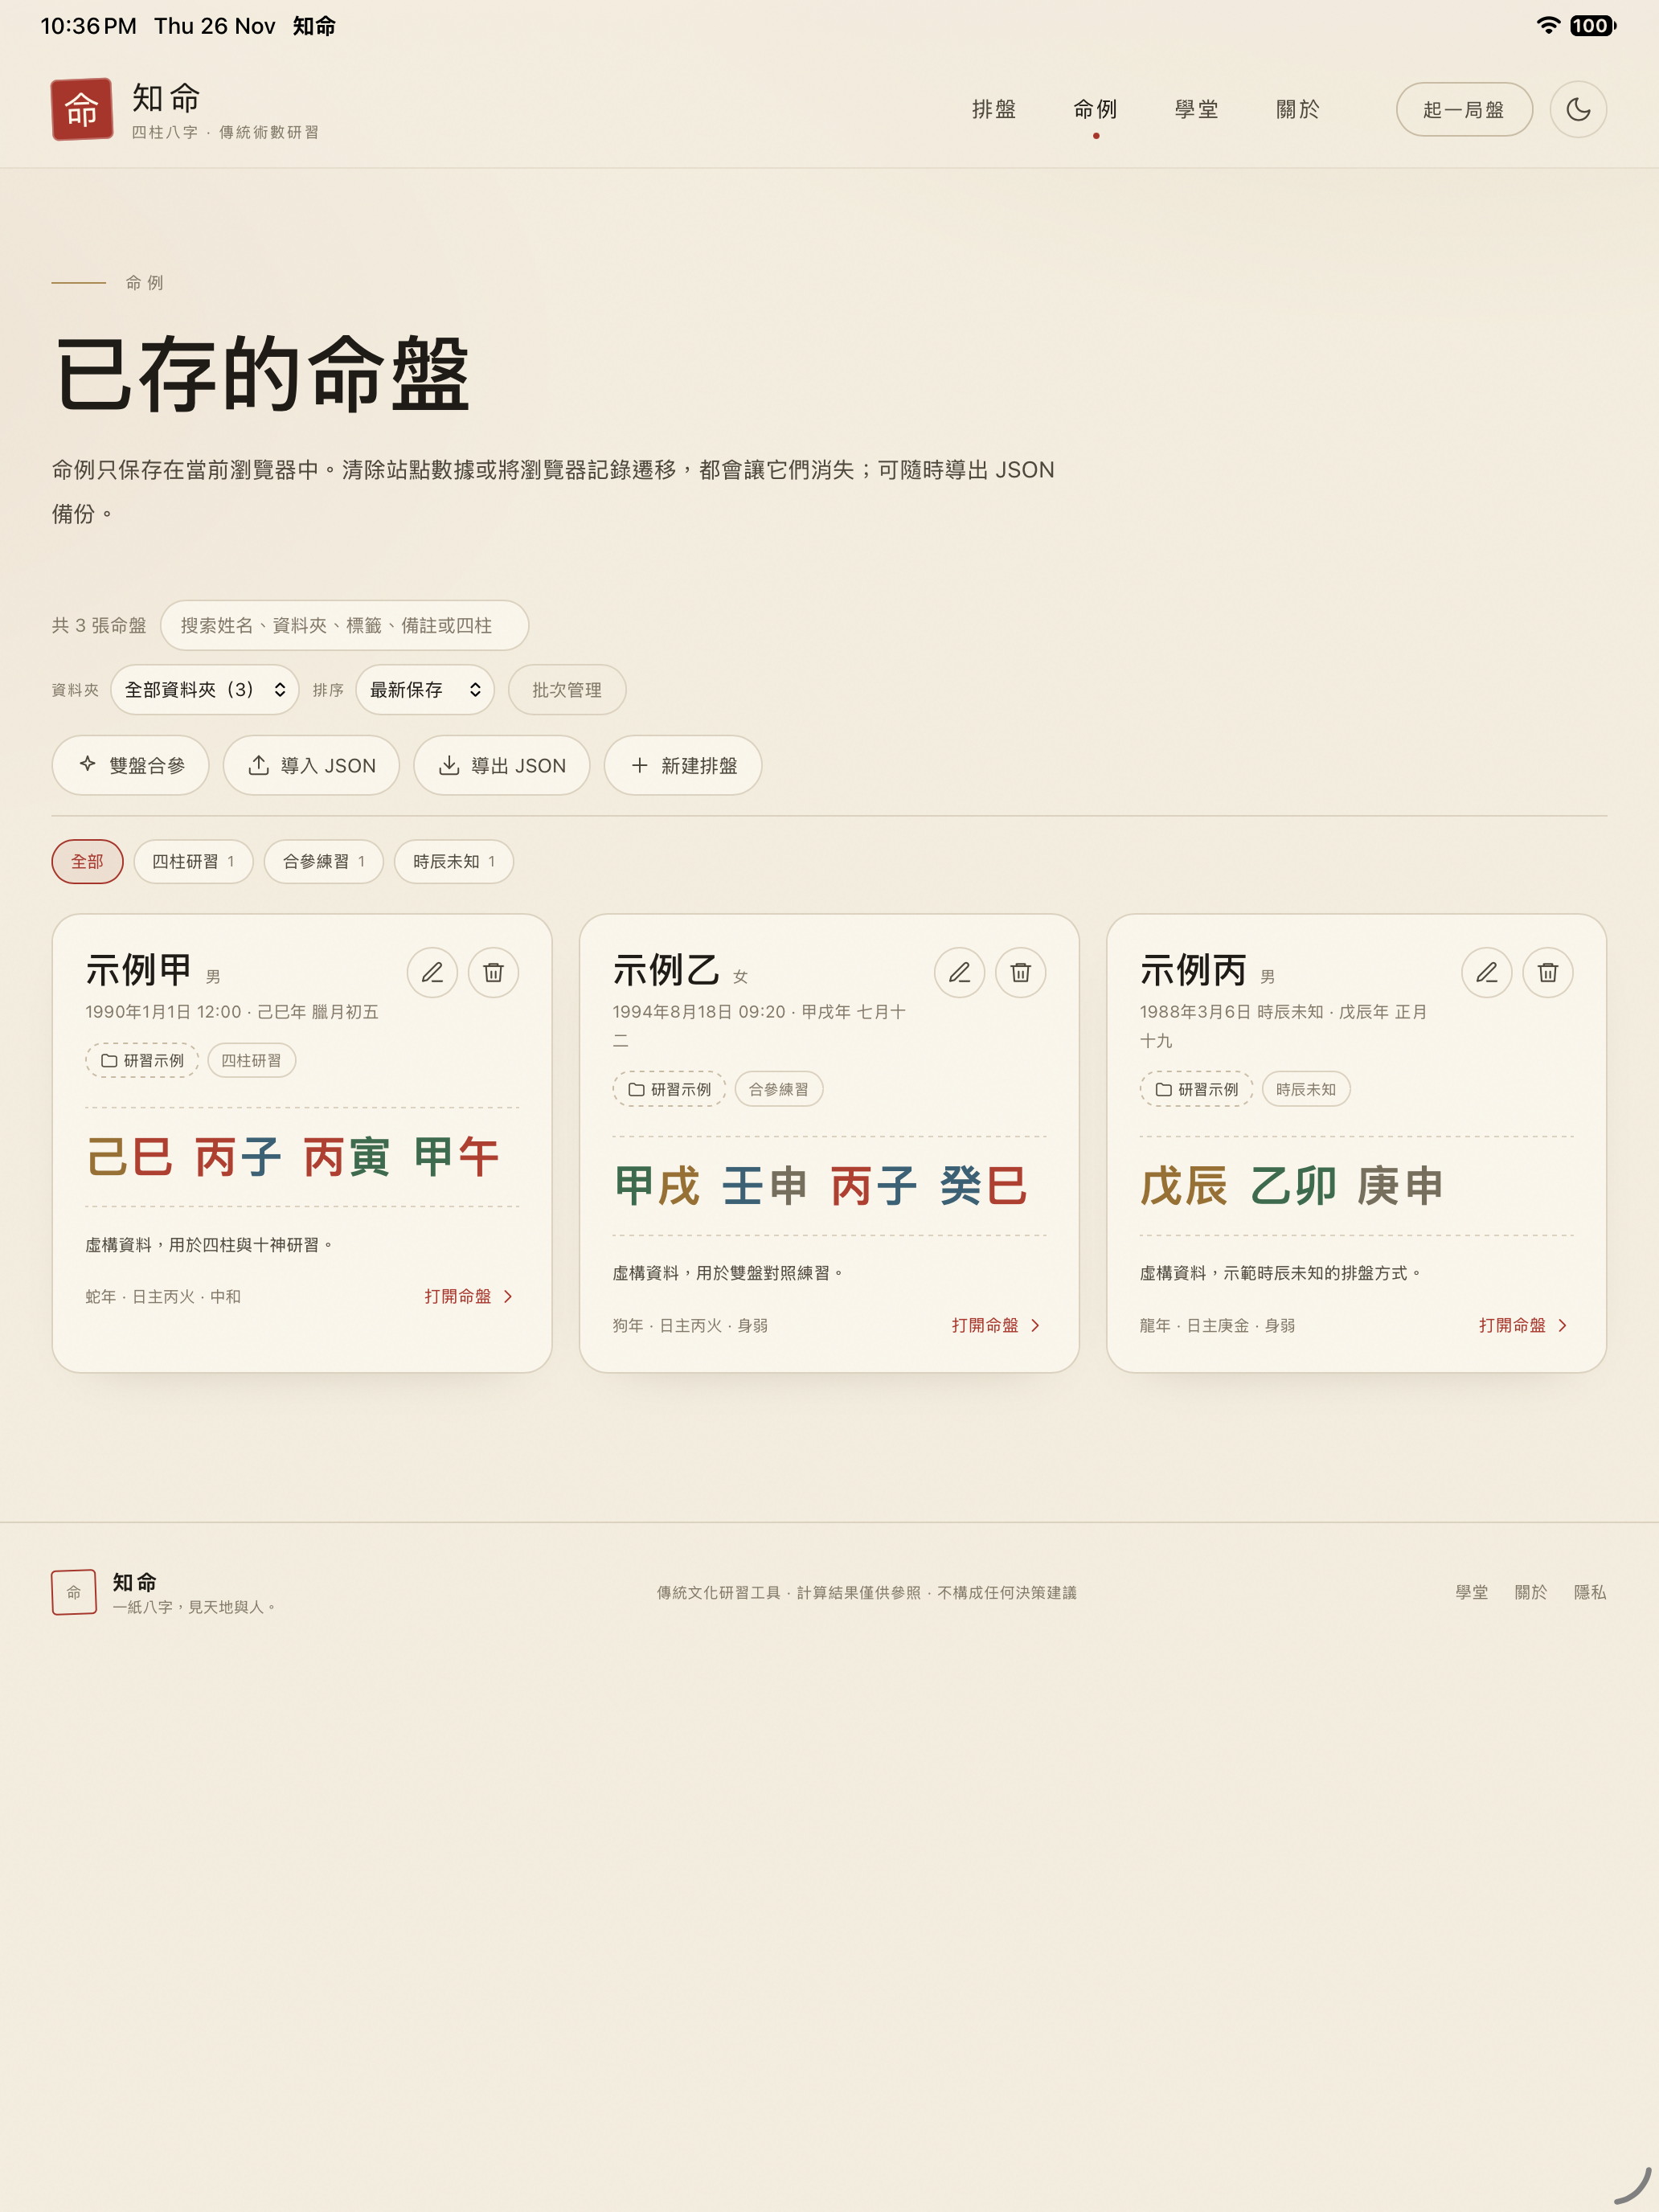 10:36 PM Thu 26 Nov 知命
100
命
知命
四柱八字 · 傳統術數研習
排盤 命例 學堂 關於 起一局盤
命例
已存的命盤
命例只保存在當前瀏覽器中。清除站點數據或將瀏覽器記錄遷移，都會讓它們消失；可隨時導出 JSON
備份。
共 3 張命盤 搜索姓名、資料夾、標籤、備註或四柱
資料夾 全部資料夾（3） 排序 最新保存 批次管理
雙盤合參 導入 JSON 導出 JSON 新建排盤
全部 四柱研習 1 合參練習 1 時辰未知 1
示例甲 男
1990年1月1日 12:00 · 己巳年 臘月初五
研習示例 四柱研習
己巳 丙子 丙寅 甲午
虛構資料，用於四柱與十神研習。
蛇年 · 日主丙火 · 中和 打開命盤
示例乙 女
1994年8月18日 09:20 · 甲戌年 七月十
二
研習示例 合參練習
甲戌 壬申 丙子 癸巳
虛構資料，用於雙盤對照練習。
狗年 · 日主丙火 · 身弱 打開命盤
示例丙 男
1988年3月6日 時辰未知 · 戊辰年 正月
十九
研習示例 時辰未知
戊辰 乙卯 庚申
虛構資料，示範時辰未知的排盤方式。
龍年 · 日主庚金 · 身弱 打開命盤
命
知命
一紙八字，見天地與人。
傳統文化研習工具 · 計算結果僅供參照 · 不構成任何決策建議
學堂 關於 隱私